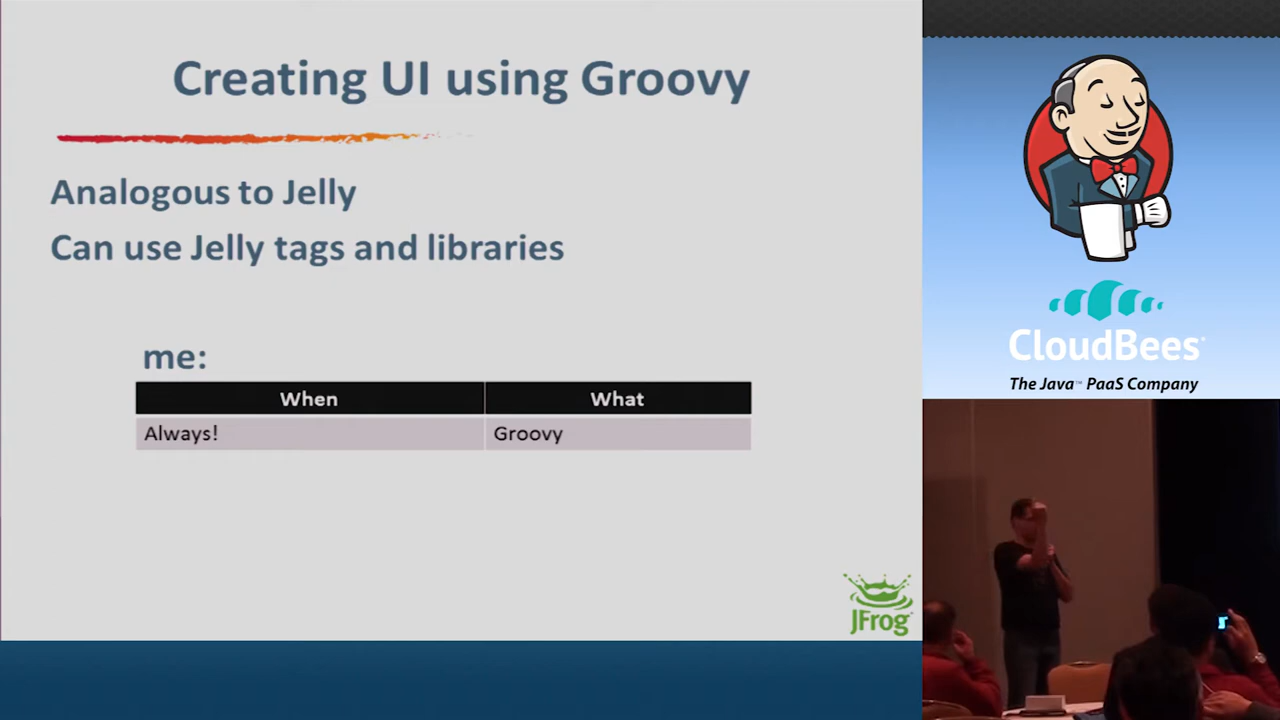 Creating UI using Groovy
Analogous to Jelly
Can use Jelly tags and libraries
me:
When What
Always! Groovy
JFrog
CloudBees
The Java™ PaaS Company